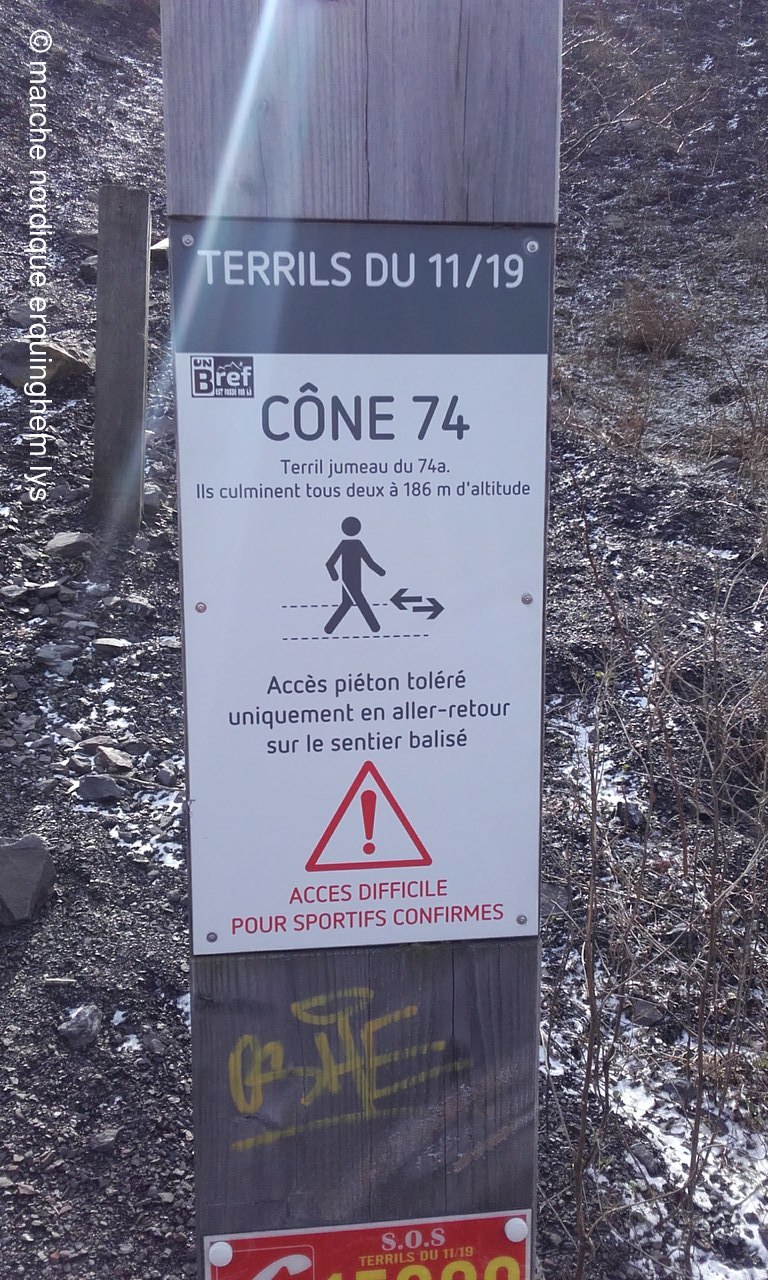 © marche nordique erquinghem lys
TERRILS DU 11/19
UN
Bref
CÔNE 74
Terril jumeau du 74a.
Ils culminent tous deux à 186 m d'altitude
Accès piéton toléré
uniquement en aller-retour
sur le sentier balisé
ACCES DIFFICILE
POUR SPORTIFS CONFIRMES
S.O.S
TERRILS DU 11/19